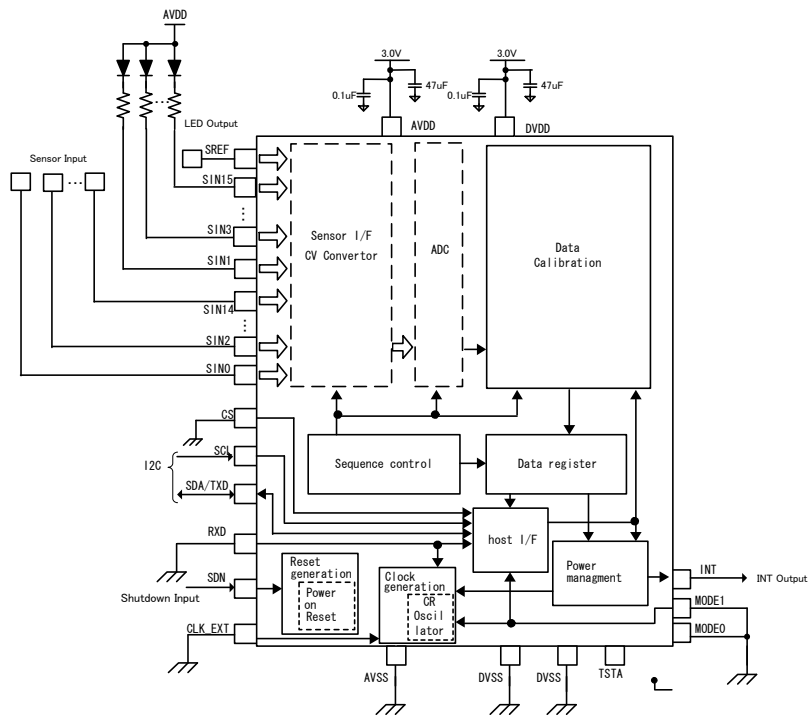 AVDD
3.0V
3.0V
0.1uF
47uF
0.1uF
47uF
LED Output
AVDD
DVDD
SREF
Sensor Input
SIN15
SIN3
SIN1
SIN14
SIN2
SIN0
Sensor I/F
CV Convertor
ADC
Data
Calibration
CS
SCL
I2C
SDA/TXD
Sequence control
Data register
RXD
host I/F
Power
managment
INT
INT Output
SDN
Shutdown Input
Reset
generation
Power
on
Reset
Clock
generation
CR
Oscil
lator
MODE1
MODE0
CLK_EXT
AVSS
DVSS
DVSS
TSTA